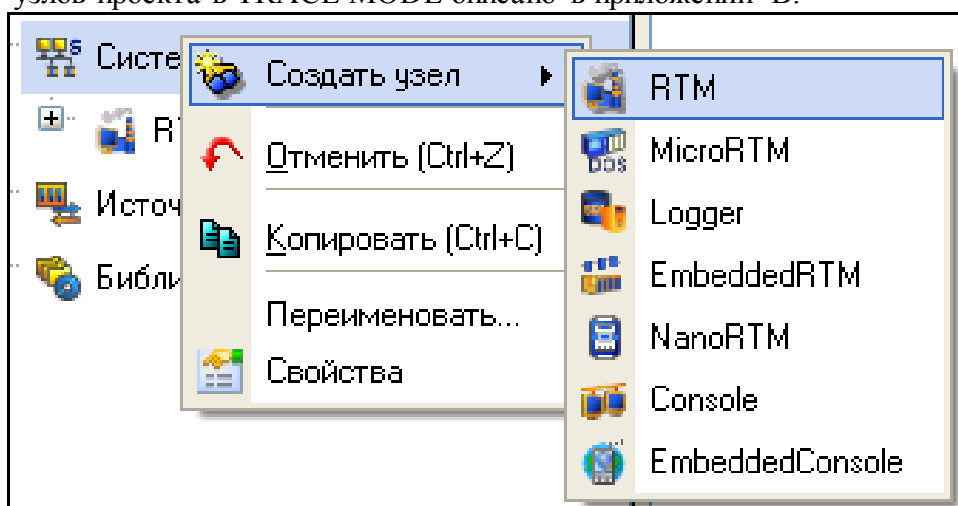 узлов проекта в TRACE MODE описано в приложении В.
Систе
Создать узел
RTM
MicroRTM
DOS
R
Отменить (Ctrl+Z)
Источ
Logger
Копировать (Ctrl+C)
EmbeddedRTM
Библи
Переименовать...
NanoRTM
Свойства
Console
EmbeddedConsole